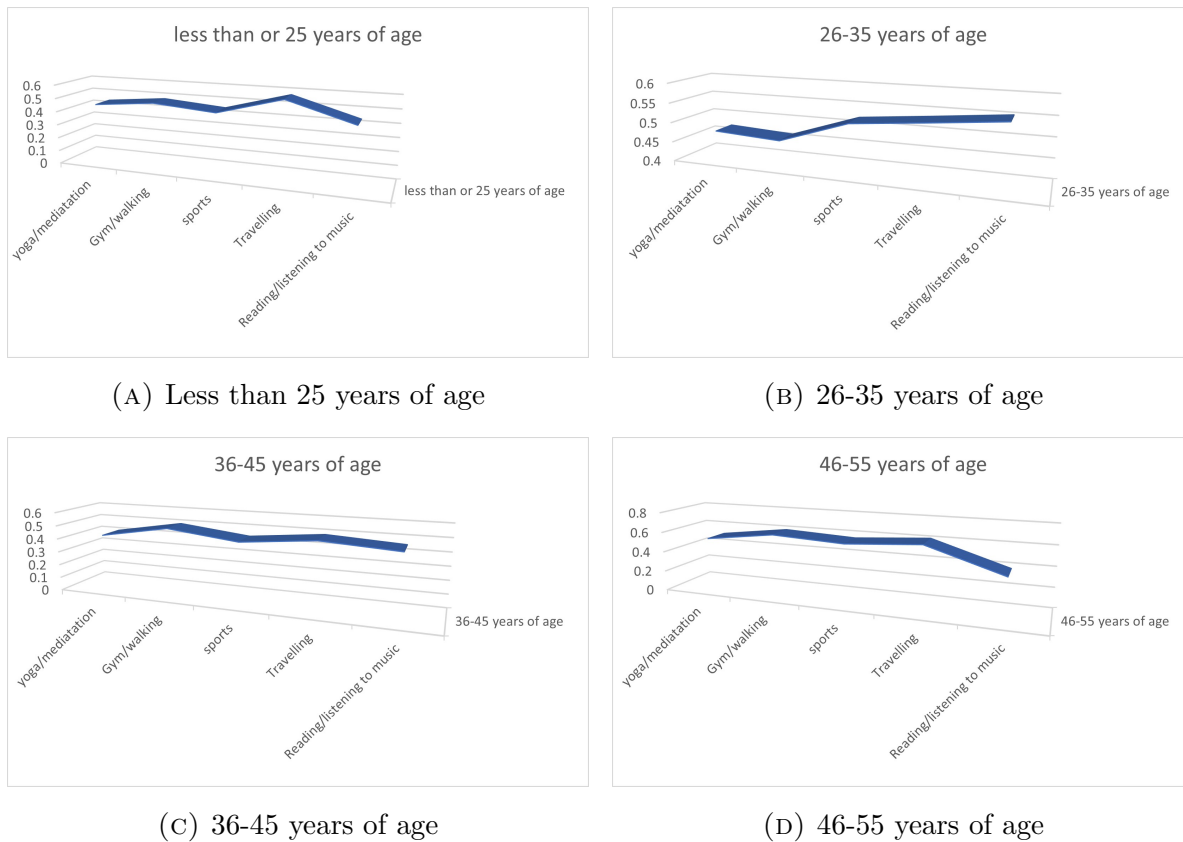 less than or 25 years of age
0.6
0.5
0.4
0.3
0.2
0.1
0
yoga/mediatation
Gym/walking
sports
Travelling
Reading/listening to music
less than or 25 years of age
(A) Less than 25 years of age
26-35 years of age
0.6
0.55
0.5
0.45
0.4
yoga/mediatation
Gym/walking
sports
Travelling
Reading/listening to music
26-35 years of age
(B) 26-35 years of age
36-45 years of age
0.6
0.5
0.4
0.3
0.2
0.1
0
yoga/mediatation
Gym/walking
sports
Travelling
Reading/listening to music
36-45 years of age
(C) 36-45 years of age
46-55 years of age
0.8
0.6
0.4
0.2
0
yoga/mediatation
Gym/walking
sports
Travelling
Reading/listening to music
46-55 years of age
(D) 46-55 years of age